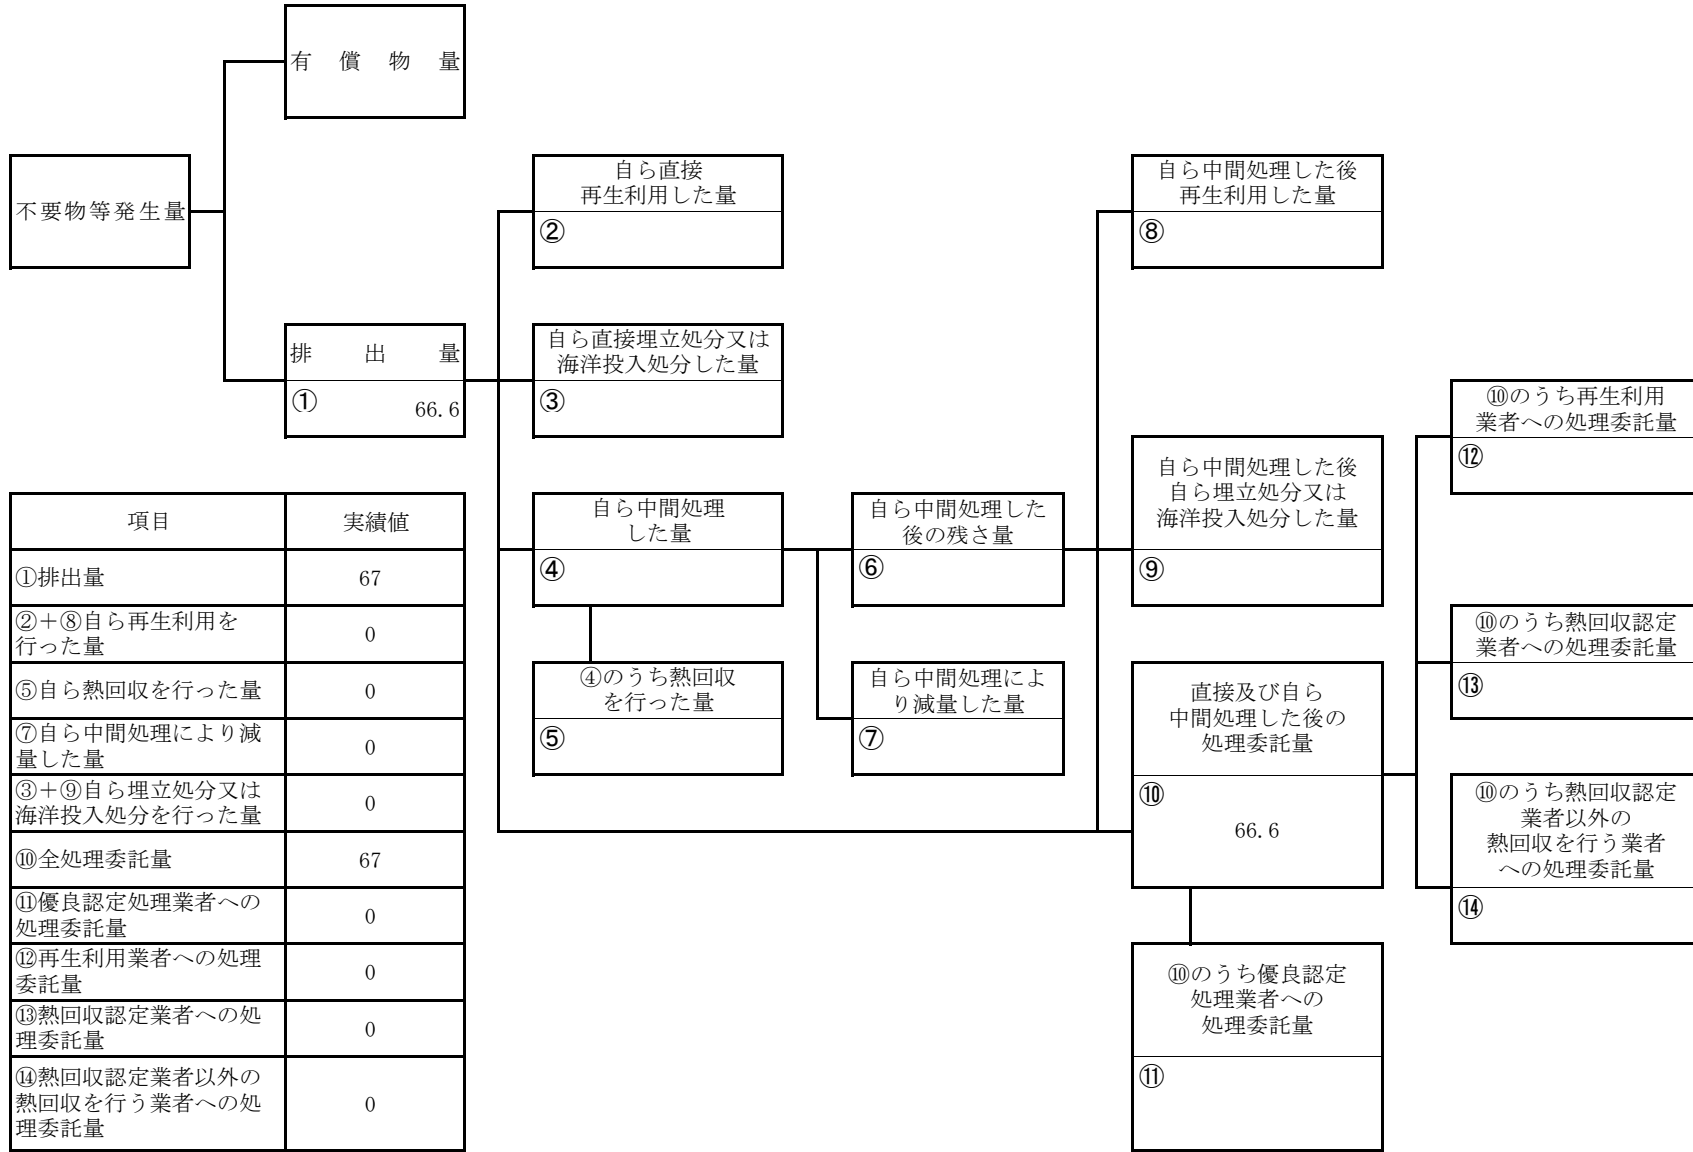 有償物量
不要物等発生量
排出量
①
66.6
自ら直接
再生利用した量
②
自ら直接埋立処分又は
海洋投入処分した量
③
自ら中間処理
した量
④
④のうち熱回収
を行った量
⑤
自ら中間処理した
後の残さ量
⑥
自ら中間処理によ
り減量した量
⑦
自ら中間処理した後
再生利用した量
⑧
自ら中間処理した後
自ら埋立処分又は
海洋投入処分した量
⑨
直接及び自ら
中間処理した後の
処理委託量
⑩
66.6
⑩のうち優良認定
処理業者への
処理委託量
⑪
⑩のうち再生利用
業者への処理委託量
⑫
⑩のうち熱回収認定
業者への処理委託量
⑬
⑩のうち熱回収認定
業者以外の
熱回収を行う業者
への処理委託量
⑭
項目 実績値
①排出量 67
②+⑧自ら再生利用を
行った量 0
⑤自ら熱回収を行った量 0
⑦自ら中間処理により減
量した量 0
③+⑨自ら埋立処分又は
海洋投入処分を行った量 0
⑩全処理委託量 67
⑪優良認定処理業者への
処理委託量 0
⑫再生利用業者への処理
委託量 0
⑬熱回収認定業者への処
理委託量 0
⑭熱回収認定業者以外の
熱回収を行う業者への処
理委託量 0